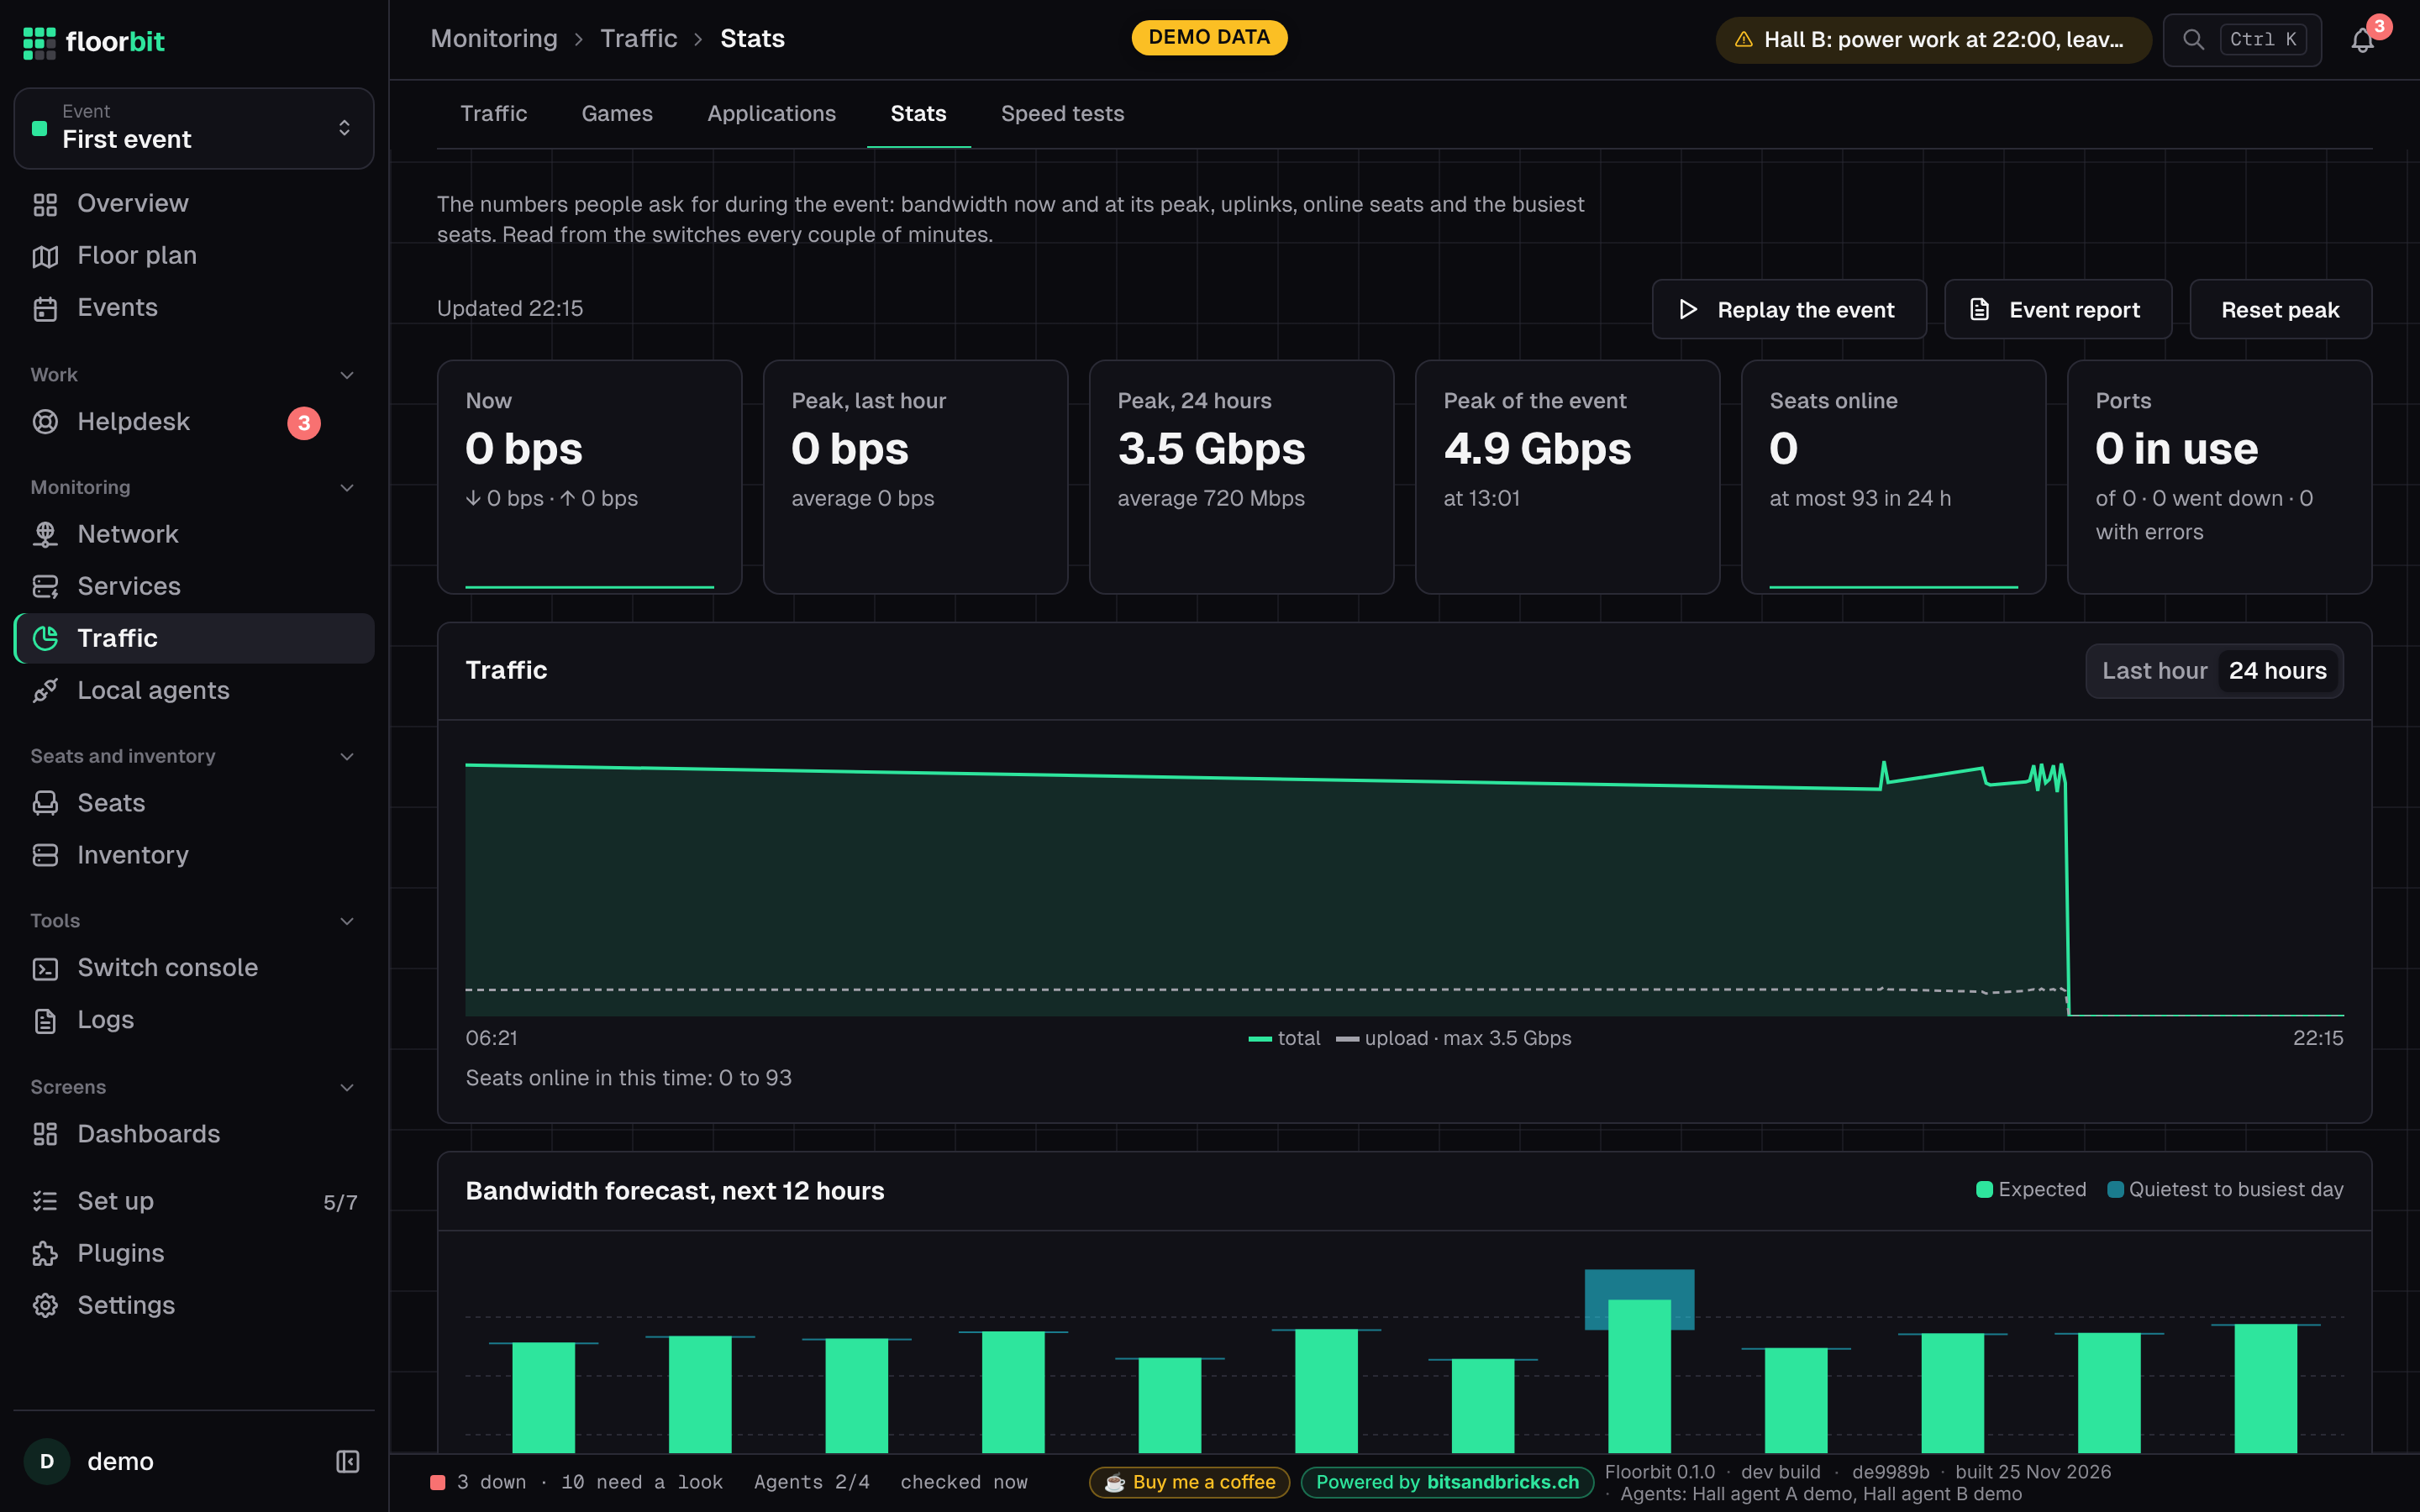 floorbit
Event
First event
Overview
Floor plan
Events
Work
Helpdesk
3
Monitoring
Network
Services
Traffic
Local agents
Seats and inventory
Seats
Inventory
Tools
Switch console
Logs
Screens
Dashboards
Set up
5/7
Plugins
Settings
D
demo
Monitoring
Traffic
Stats
DEMO DATA
Hall B: power work at 22:00, leav...
Ctrl K
3
Traffic
Games
Applications
Stats
Speed tests
The numbers people ask for during the event: bandwidth now and at its peak, uplinks, online seats and the busiest
seats. Read from the switches every couple of minutes.
Updated 22:15
Replay the event
Event report
Reset peak
Now
0 bps
↓ 0 bps · ↑ 0 bps
Peak, last hour
0 bps
average 0 bps
Peak, 24 hours
3.5 Gbps
average 720 Mbps
Peak of the event
4.9 Gbps
at 13:01
Seats online
0
at most 93 in 24 h
Ports
0 in use
of 0 · 0 went down · 0
with errors
Traffic
Last hour
24 hours
06:21
total
upload · max 3.5 Gbps
22:15
Seats online in this time: 0 to 93
Bandwidth forecast, next 12 hours
Expected
Quietest to busiest day
3 down · 10 need a look
Agents 2/4
checked now
Buy me a coffee
Powered by bitsandbricks.ch
Floorbit 0.1.0 · dev build · de9989b · built 25 Nov 2026
· Agents: Hall agent A demo, Hall agent B demo